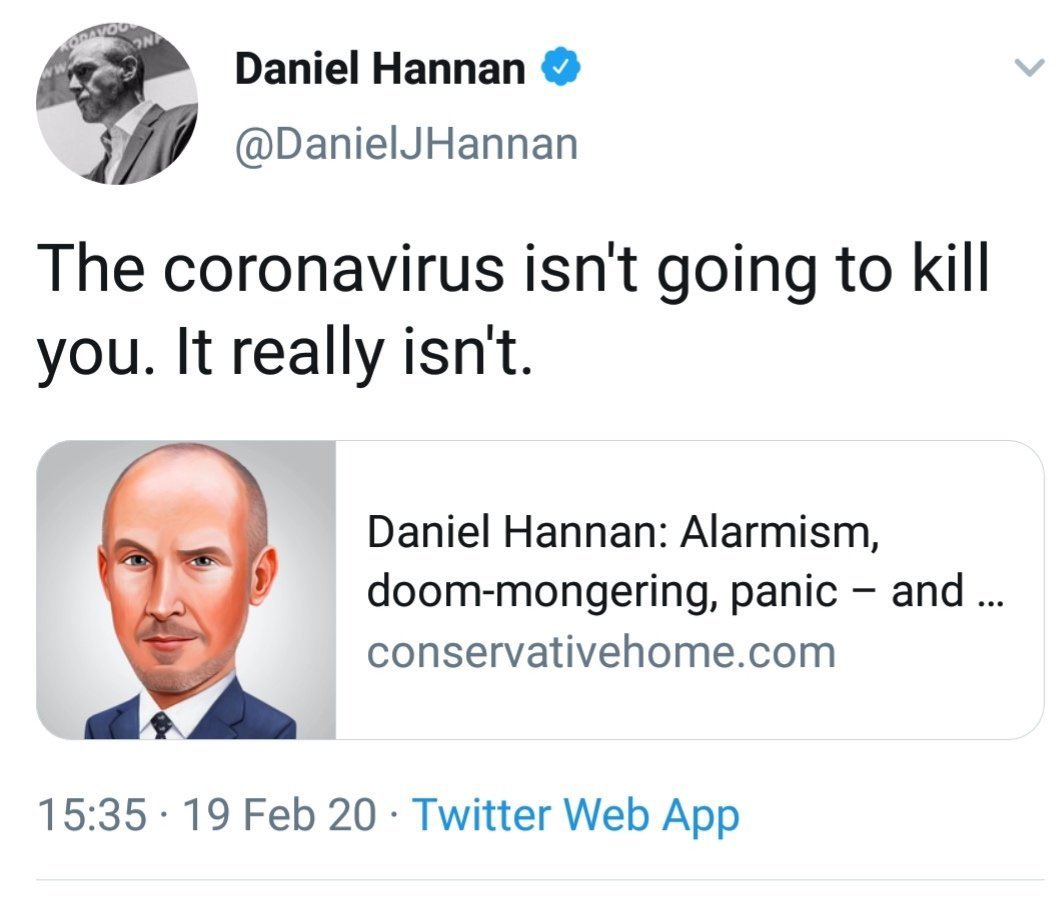 Daniel Hannan
@DanielJHannan
The coronavirus isn't going to kill
you. It really isn't.
Daniel Hannan: Alarmism,
doom-mongering, panic – and ...
conservativehome.com
15:35 · 19 Feb 20 · Twitter Web App